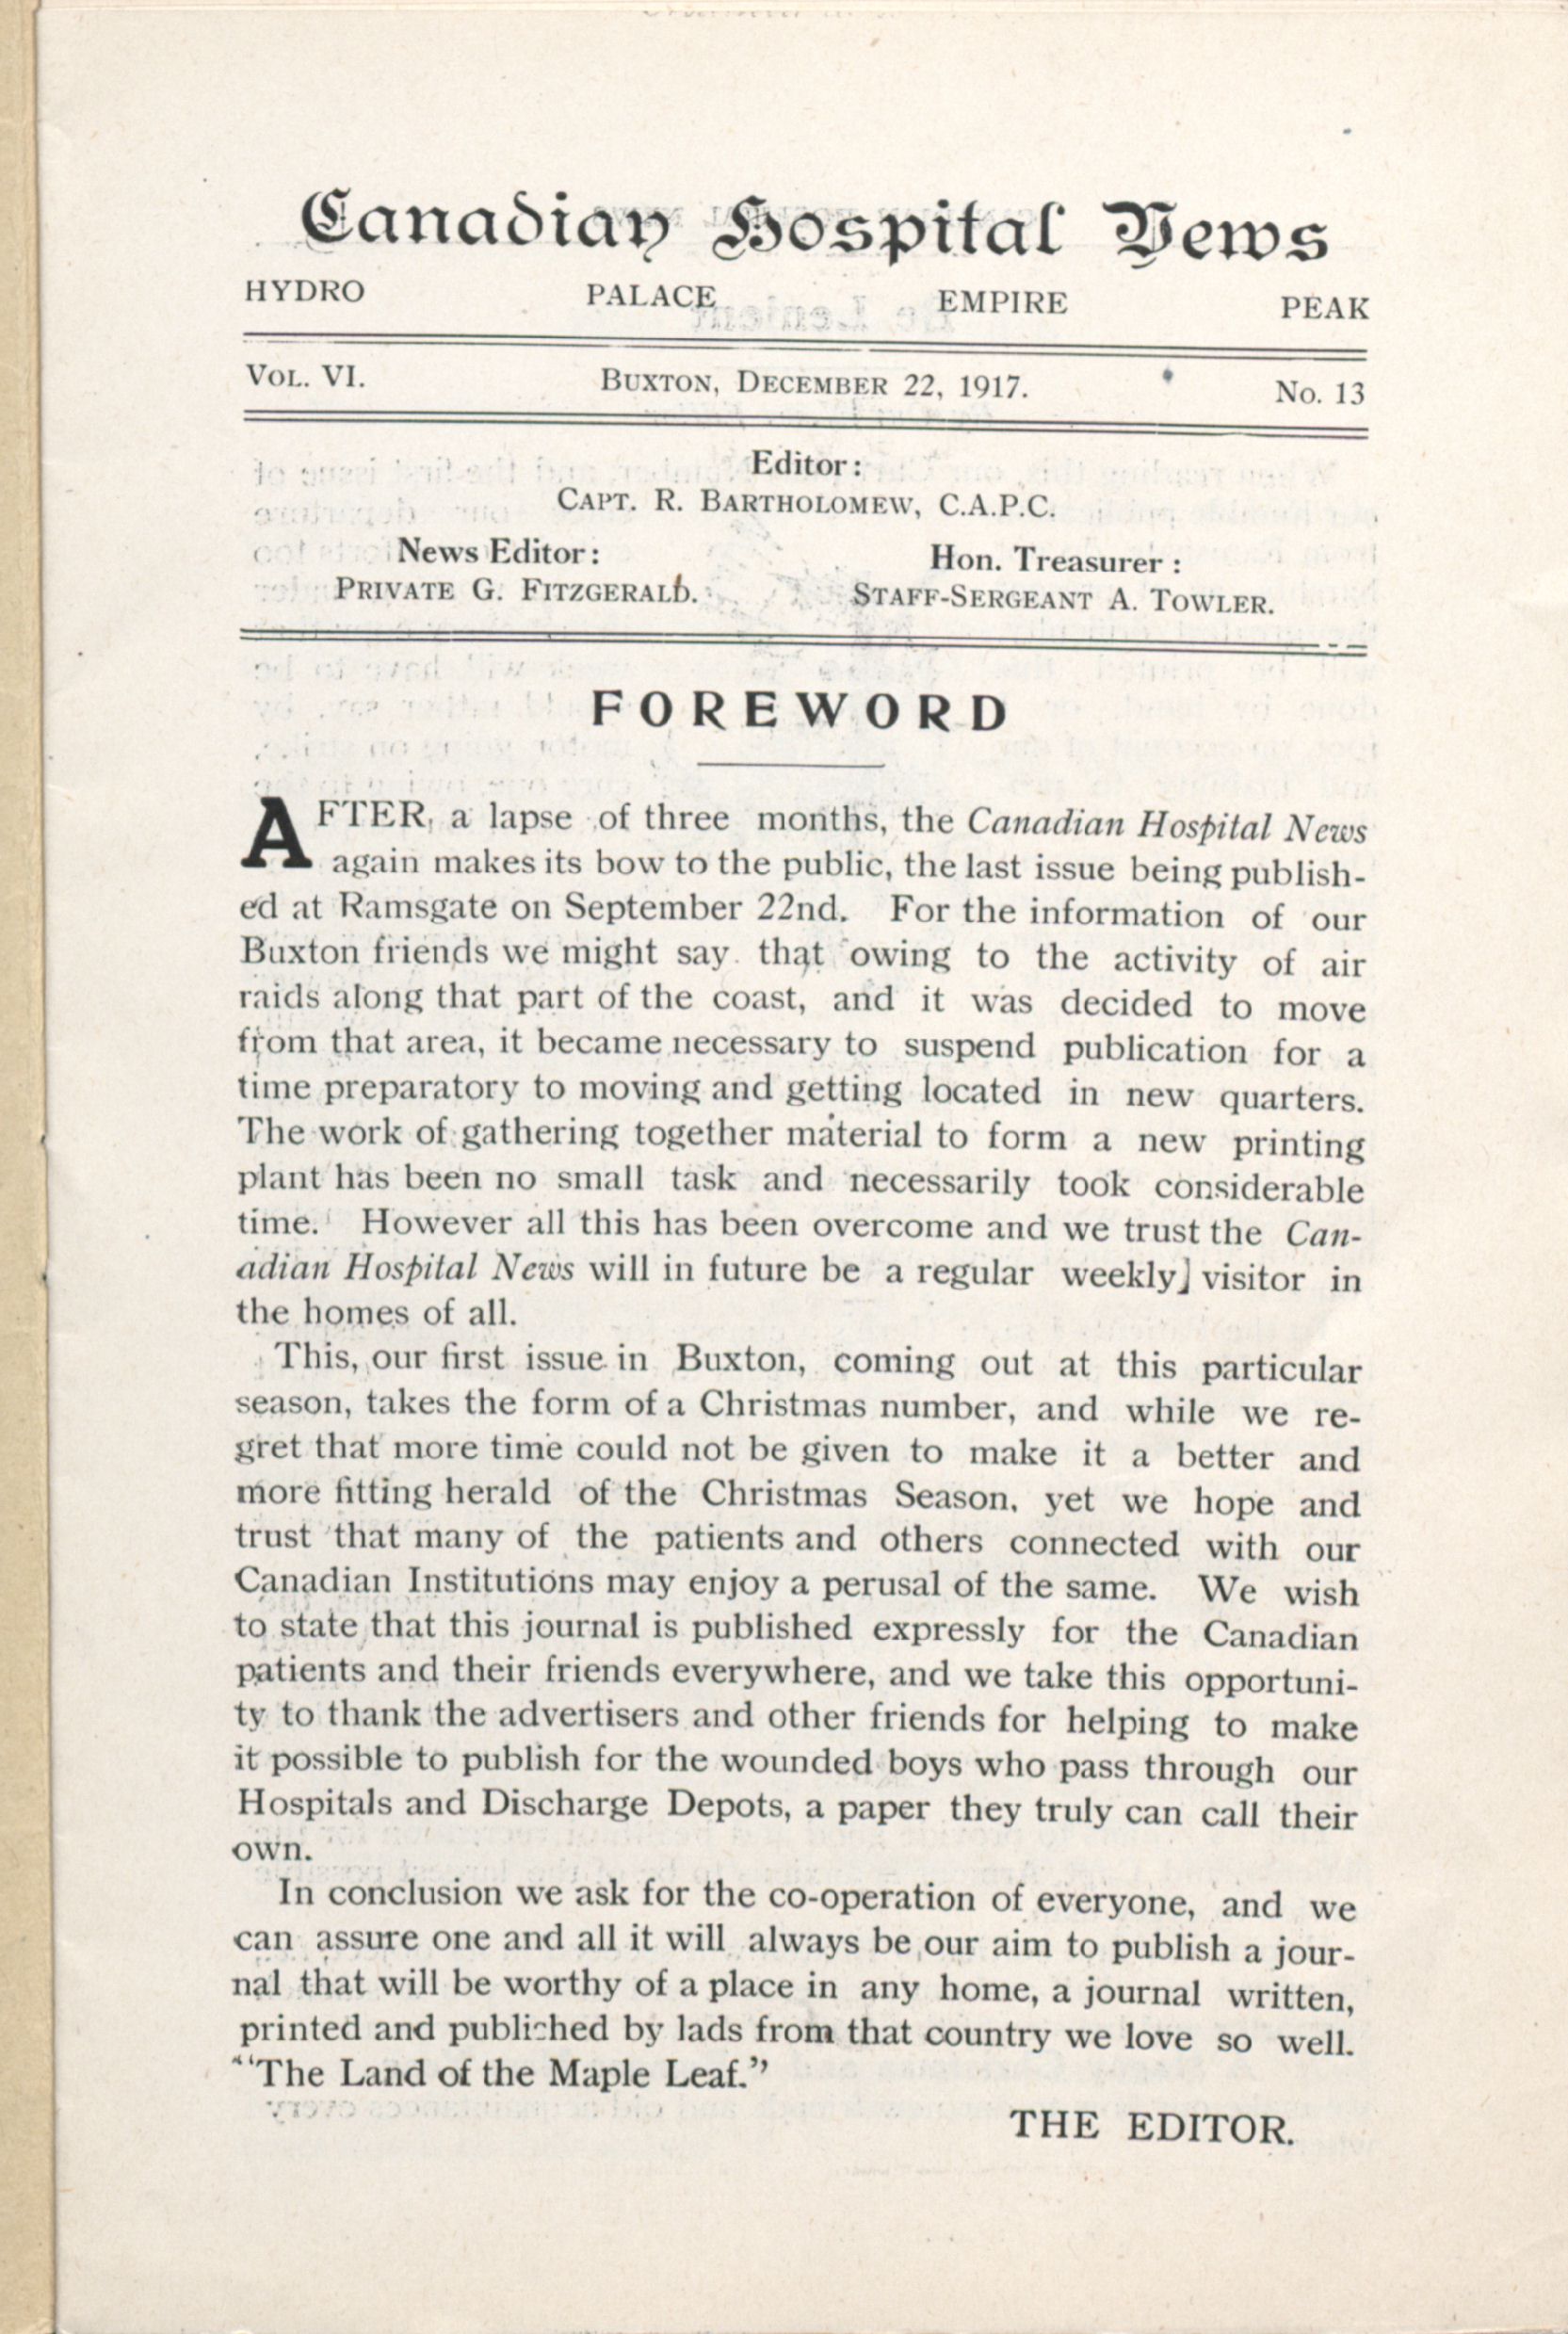 Canadian Hospital News
HYDRO PALACE EMPIRE PEAK
VOL. VI. BUXTON, DECEMBER 22, 1917. No. 13
Editor:
CAPT. R. BARTHOLOMEW, C.A.P.C.
News Editor: Hon. Treasurer:
PRIVATE G. FITZGERALD. STAFF-SERGEANT A. TOWLER.
FOREWORD
AFTER, a lapse of three months, the Canadian Hospital News
again makes its bow to the public, the last issue being publish-
ed at Ramsgate on September 22nd. For the information of our
Buxton friends we might say that owing to the activity of air
raids along that part of the coast, and it was decided to move
from that area, it became necessary to suspend publication for a
time preparatory to moving and getting located in new quarters.
The work of gathering together material to form a new printing
plant has been no small task and necessarily took considerable
time. However all this has been overcome and we trust the Can-
adian Hospital News will in future be a regular weekly] visitor in
the homes of all.
This, our first issue in Buxton, coming out at this particular
season, takes the form of a Christmas number, and while we re-
gret that more time could not be given to make it a better and
more fitting herald of the Christmas Season, yet we hope and
trust that many of the patients and others connected with our
Canadian Institutions may enjoy a perusal of the same. We wish
to state that this journal is published expressly for the Canadian
patients and their friends everywhere, and we take this opportuni-
ty to thank the advertisers and other friends for helping to make
it possible to publish for the wounded boys who pass through our
Hospitals and Discharge Depots, a paper they truly can call their
own.
In conclusion we ask for the co-operation of everyone, and we
can assure one and all it will always be our aim to publish a jour-
nal that will be worthy of a place in any home, a journal written,
printed and published by lads from that country we love so well.
"The Land of the Maple Leaf."
THE EDITOR.